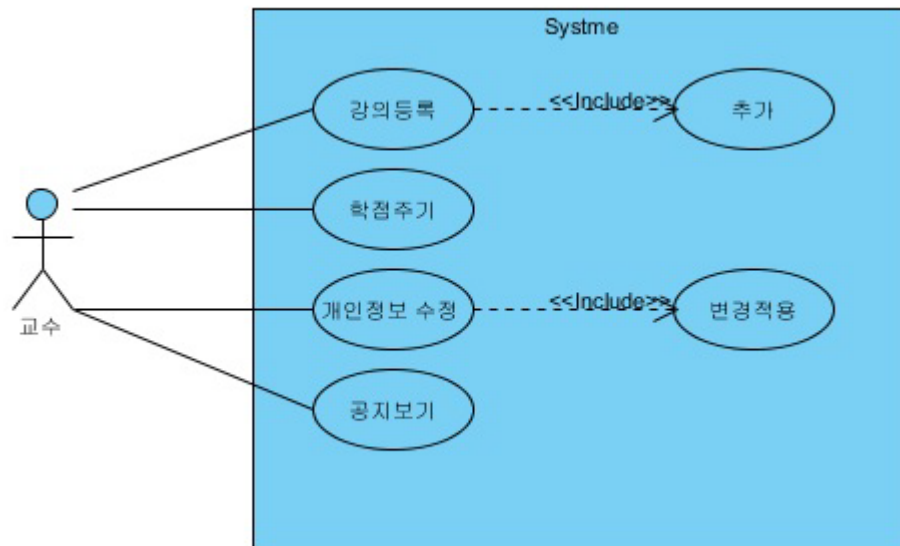 Systme
강의등록
<<Include>>
추가
학점주기
개인정보 수정
<<Include>>
변경적용
교수
공지보기